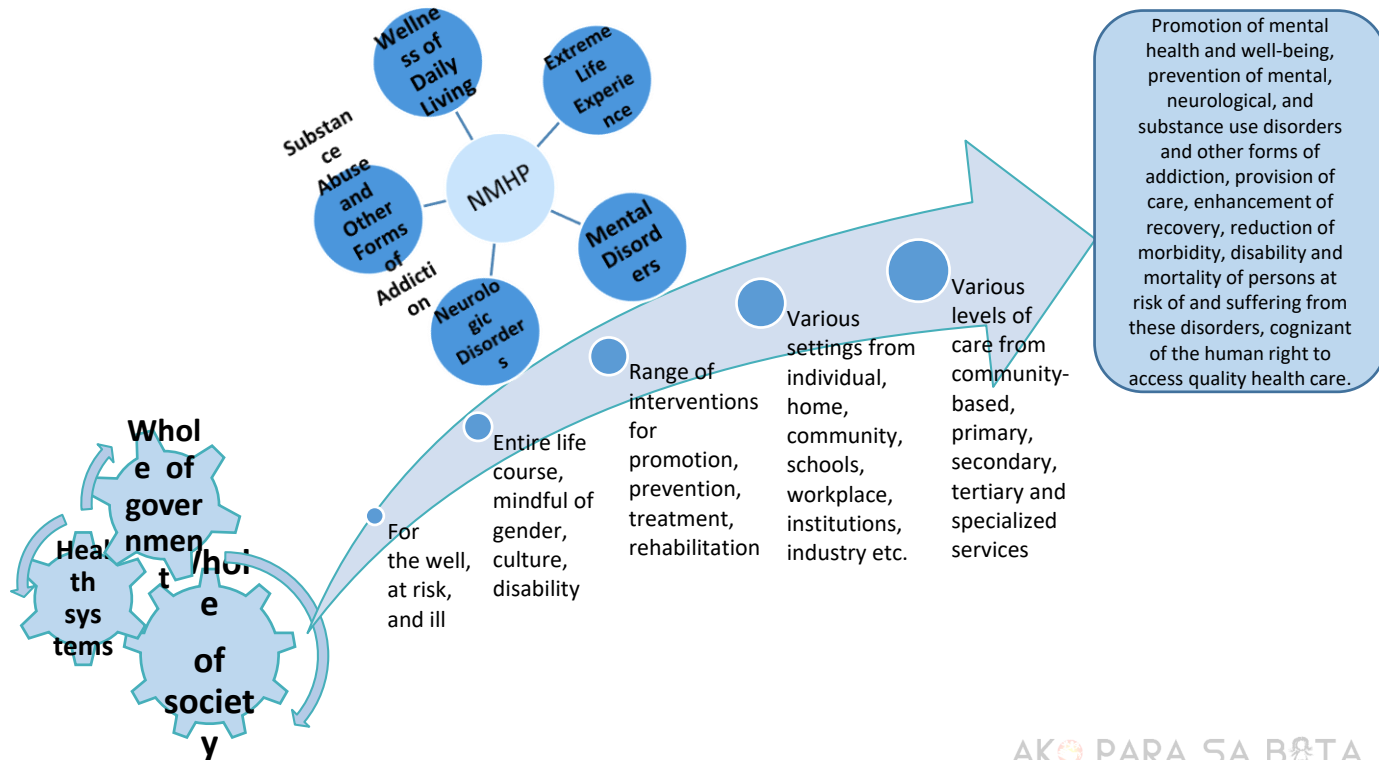 Wellne
ss of
Daily
Living
Extreme
Life
Experie
nce
Substan
ce
Abuse
and
Other
Forms
of
Addicti
on
NMHP
Mental
Disord
ers
Neurolo
gic
Disorder
s
Promotion of mental
health and well-being,
prevention of mental,
neurological, and
substance use disorders
and other forms of
addiction, provision of
care, enhancement of
recovery, reduction of
morbidity, disability and
mortality of persons at
risk of and suffering from
these disorders, cognizant
of the human right to
access quality health care.
Various
levels of
care from
community-
based,
primary,
secondary,
tertiary and
specialized
services
Various
settings from
individual,
home,
community,
schools,
workplace,
institutions,
industry etc.
Range of
interventions
for
promotion,
prevention,
treatment,
rehabilitation
Entire life
course,
mindful of
gender,
culture,
disability
For
the well,
at risk,
and ill
Whol
e of
gover
nmen
t
Heal
th
sys
tems
Whol
e
of
societ
y
AKO PARA SA BATA